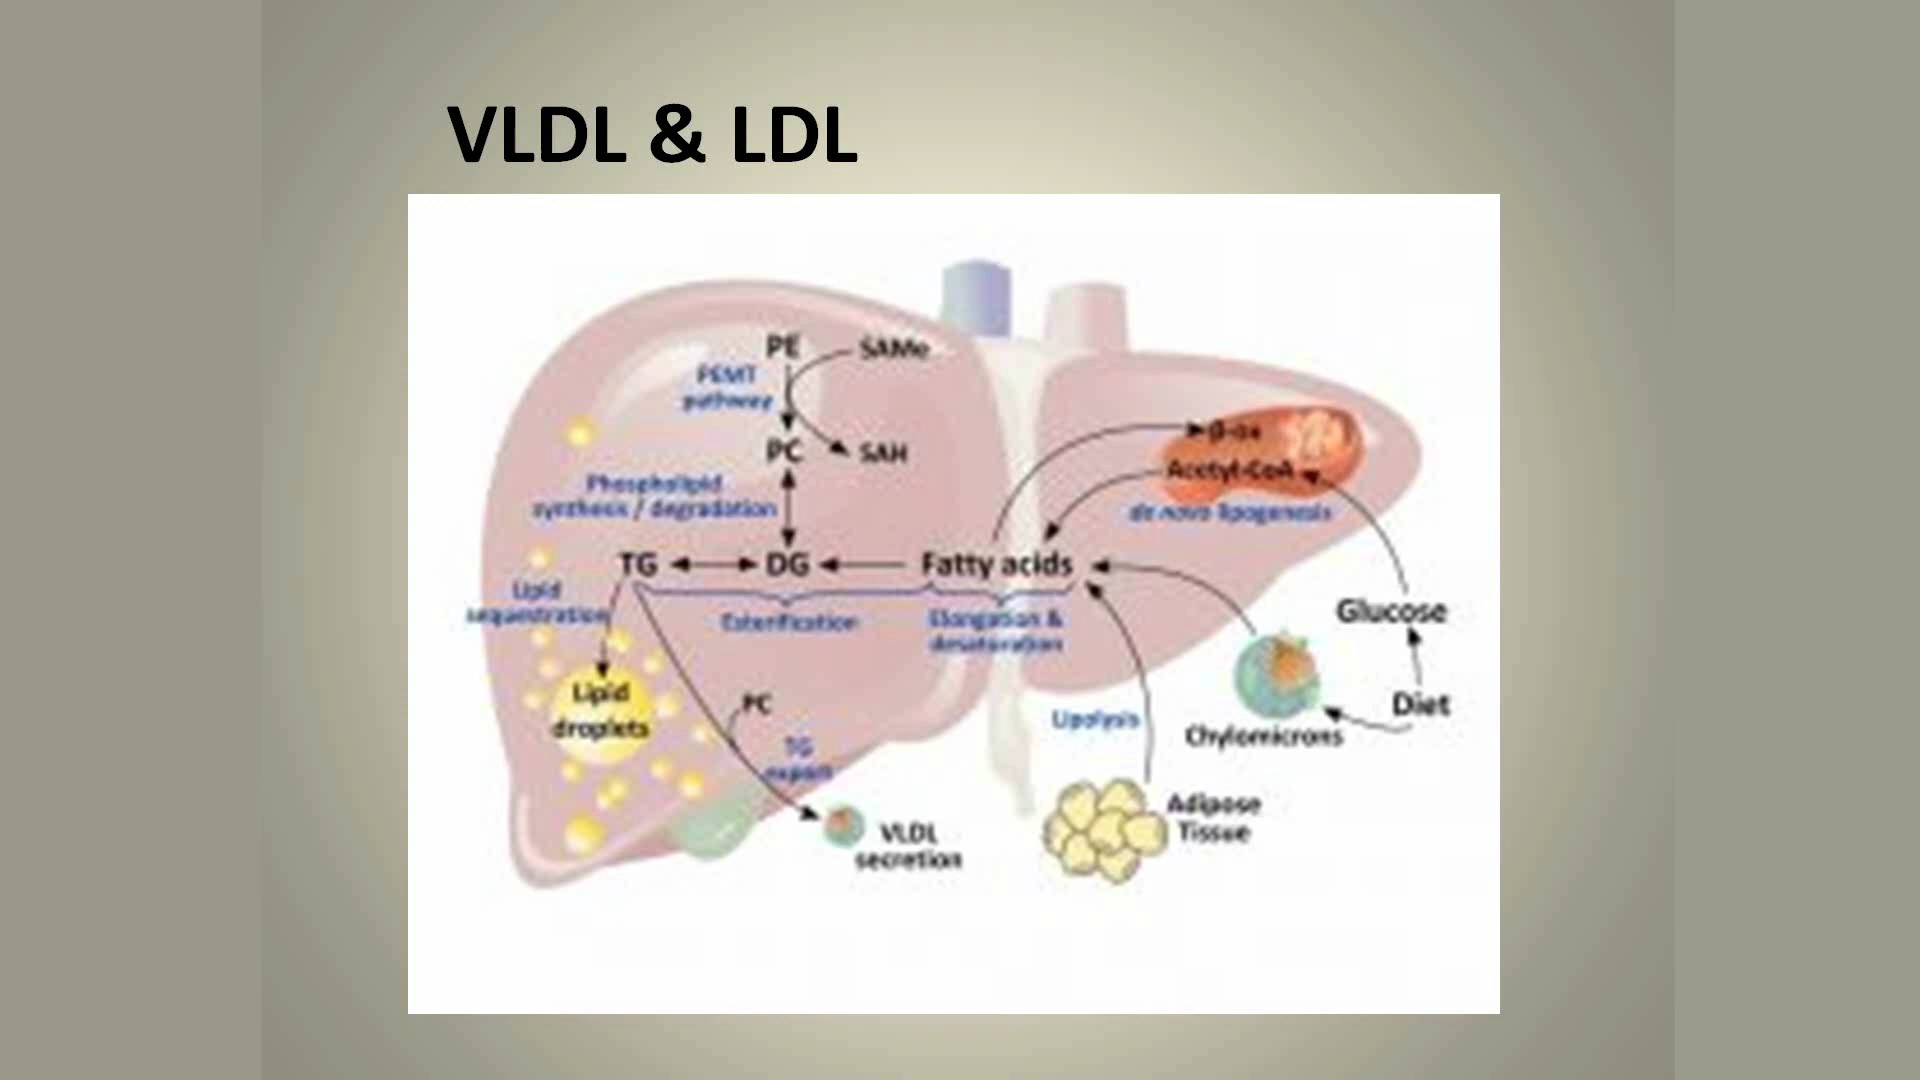 VLDL & LDL
PE
SAMe
PEMT
pathway
PC
SAH
β-ox
Acetyl-CoA
de novo lipogenesis
Phospholipid
synthesis / degradation
TG
DG
Fatty acids
Lipid
sequestration
Esterification
Elongation &
desaturation
Glucose
Lipid
droplets
PC
TG
export
Lipolysis
Diet
Chylomicrons
VLDL
secretion
Adipose
Tissue